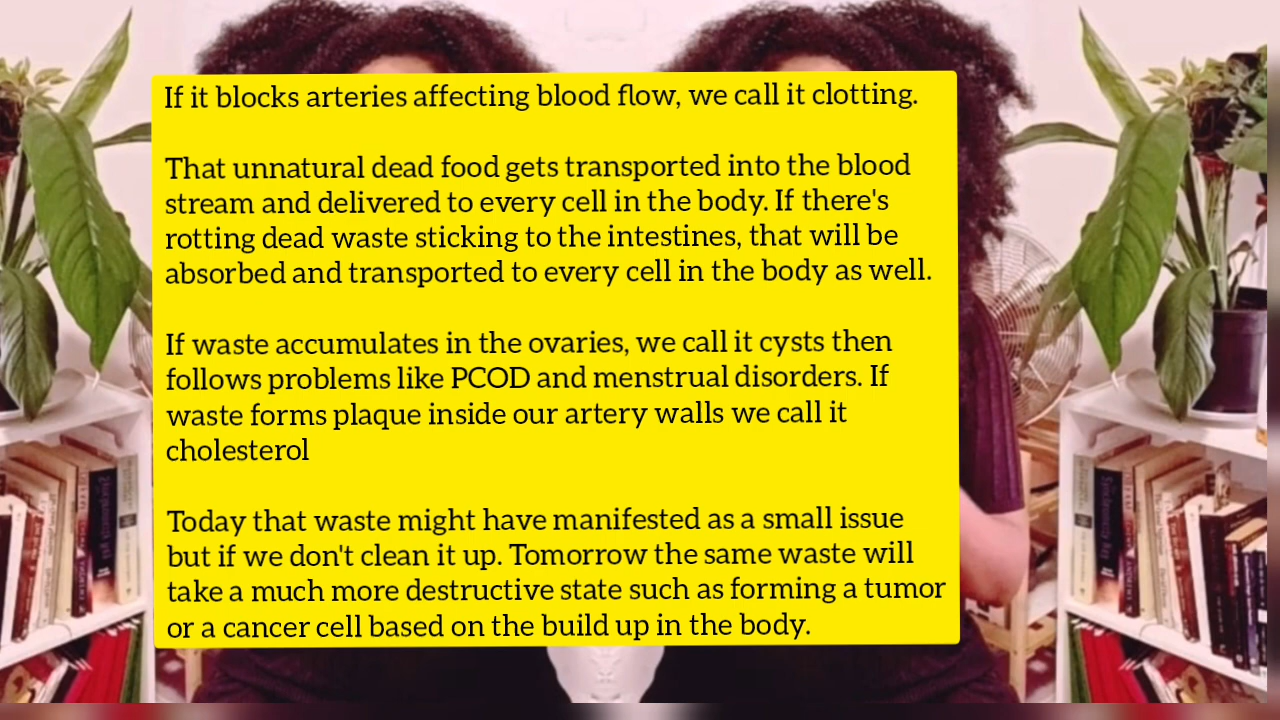 If it blocks arteries affecting blood flow, we call it clotting.
That unnatural dead food gets transported into the blood
stream and delivered to every cell in the body. If there's
rotting dead waste sticking to the intestines, that will be
absorbed and transported to every cell in the body as well.
If waste accumulates in the ovaries, we call it cysts then
follows problems like PCOD and menstrual disorders. If
waste forms plaque inside our artery walls we call it
cholesterol
Today that waste might have manifested as a small issue
but if we don't clean it up. Tomorrow the same waste will
take a much more destructive state such as forming a tumor
or a cancer cell based on the build up in the body.